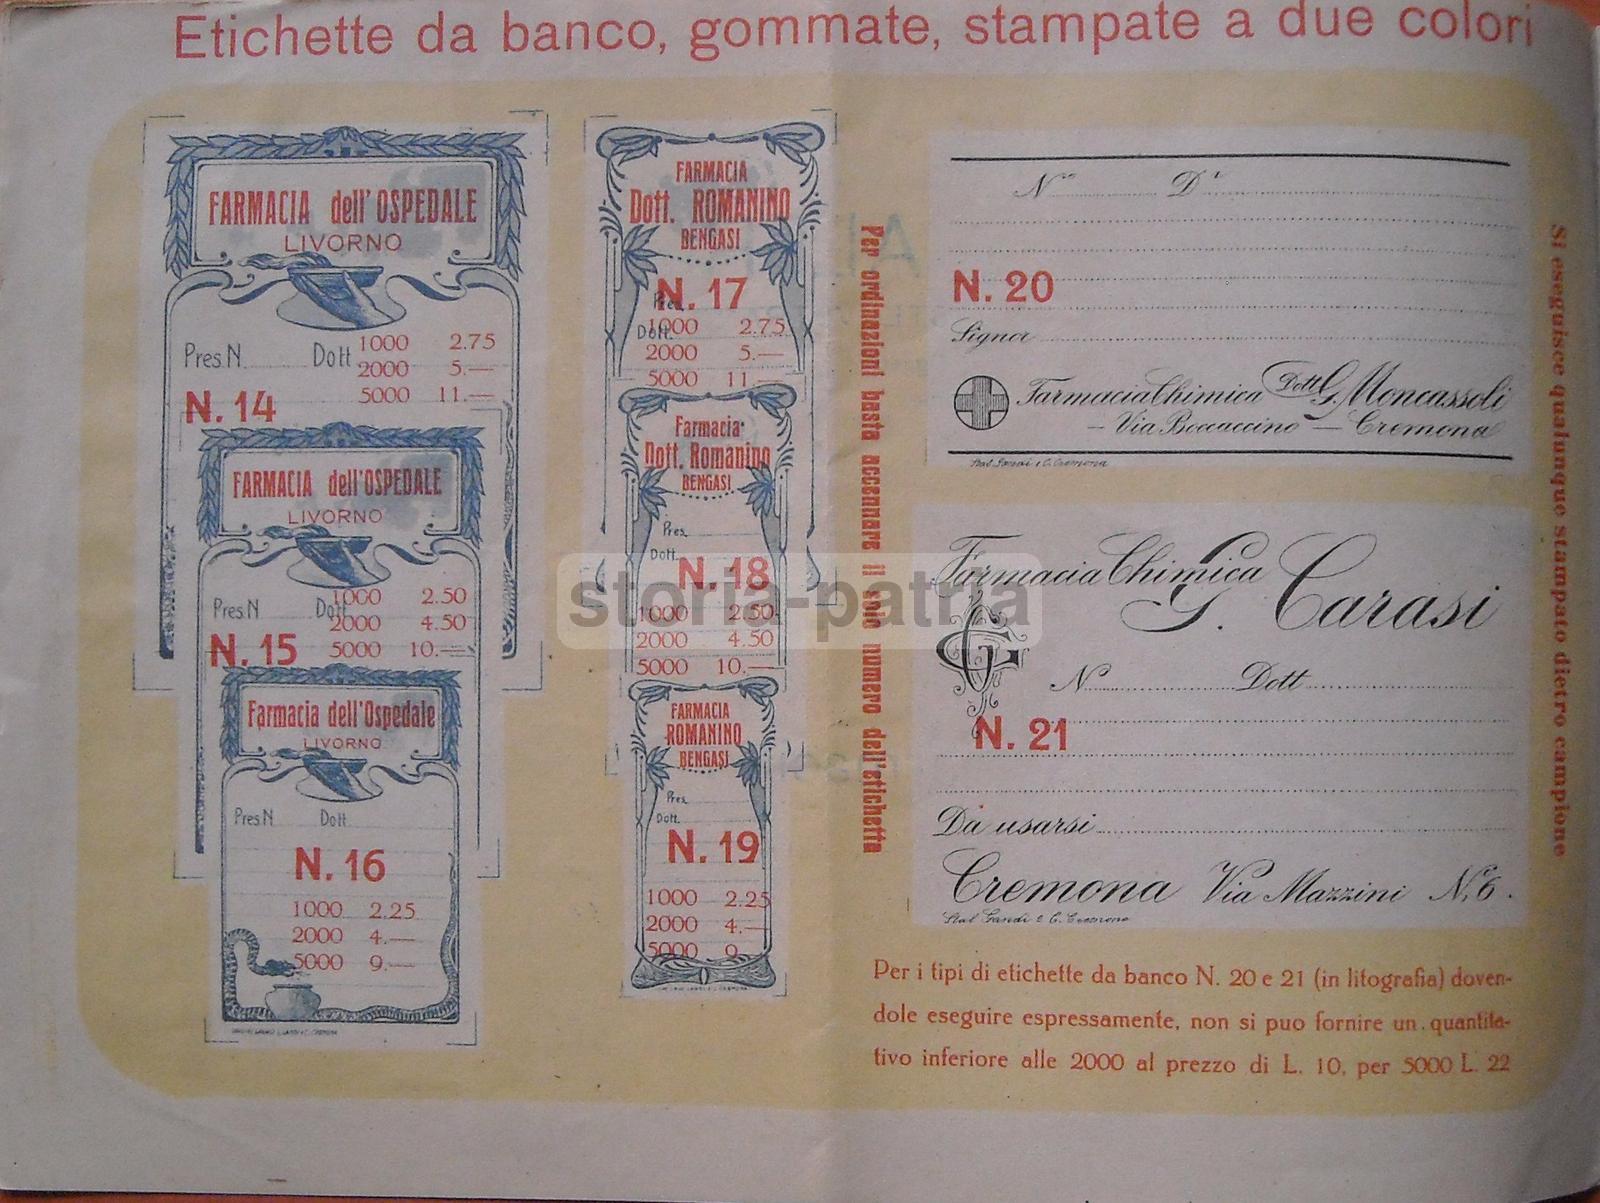 Etichette da banco, gommate, stampate a due colori
FARMACIA dell'OSPEDALE
LIVORNO
Pres. N. Dott
1000 2.75
2000 5.—
5000 11.—
N. 14
FARMACIA dell'OSPEDALE
LIVORNO
Pres. N Dott
1000 2.50
2000 4.50
5000 10.—
N. 15
Farmacia dell'Ospedale
LIVORNO
Pres. N Dott
N. 16
1000 2.25
2000 4.—
5000 9.—
FARMACIA
Dott. ROMANINO
BENGASI
N. 17
Pres.
Dott.
1000 2.75
2000 5.—
5000 11.—
Farmacia
Dott. Romanino
BENGASI
Pres.
Dott.
N. 18
1000 2.50
2000 4.50
5000 10.—
FARMACIA
ROMANINO
BENGASI
Pres.
Dott.
N. 19
1000 2.25
2000 4.—
5000 9.
Per ordinazioni basta accennare il solo numero dell'etichetta
N.º D.r
N. 20
Signor
Farmacia Chimica Dott. G. Moncassoli
— Via Boccaccino — Cremona
Farmacia Chimica G. Carasi
CG
N. Dott.
N. 21
Da usarsi
Cremona Via Mazzini N.º 6.
Per i tipi di etichette da banco N. 20 e 21 (in litografia) doven-
dole eseguire espressamente, non si puo fornire un quantita-
tivo inferiore alle 2000 al prezzo di L. 10, per 5000 L. 22
Si eseguisce qualunque stampato dietro campione
storia-patria